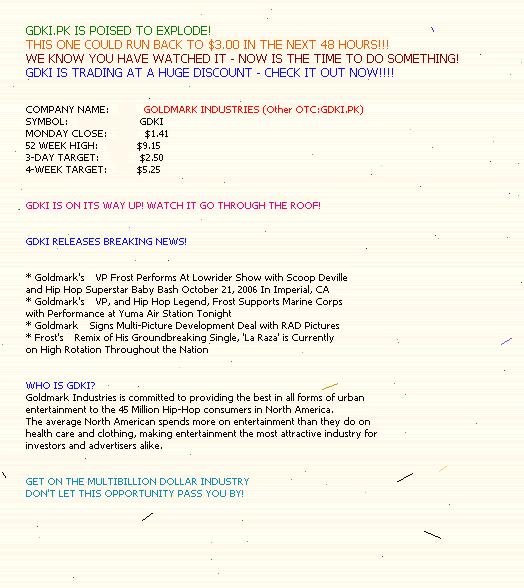 GDKI.PK IS POISED TO EXPLODE!
THIS ONE COULD RUN BACK TO $3.00 IN THE NEXT 48 HOURS!!!
WE KNOW YOU HAVE WATCHED IT - NOW IS THE TIME TO DO SOMETHING!
GDKI IS TRADING AT A HUGE DISCOUNT - CHECK IT OUT NOW!!!!
COMPANY NAME: GOLDMARK INDUSTRIES (Other OTC:GDKI.PK)
SYMBOL: GDKI
MONDAY CLOSE: $1.41
52 WEEK HIGH: $9.15
3-DAY TARGET: $2.50
4-WEEK TARGET: $5.25
GDKI IS ON ITS WAY UP! WATCH IT GO THROUGH THE ROOF!
GDKI RELEASES BREAKING NEWS!
* Goldmark's VP Frost Performs At Lowrider Show with Scoop Deville
and Hip Hop Superstar Baby Bash October 21, 2006 In Imperial, CA
* Goldmark's VP, and Hip Hop Legend, Frost Supports Marine Corps
with Performance at Yuma Air Station Tonight
* Goldmark Signs Multi-Picture Development Deal with RAD Pictures
* Frost's Remix of His Groundbreaking Single, 'La Raza' is Currently
on High Rotation Throughout the Nation
WHO IS GDKI?
Goldmark Industries is committed to providing the best in all forms of urban
entertainment to the 45 Million Hip-Hop consumers in North America.
The average North American spends more on entertainment than they do on
health care and clothing, making entertainment the most attractive industry for
investors and advertisers alike.
GET ON THE MULTIBILLION DOLLAR INDUSTRY
DON'T LET THIS OPPORTUNITY PASS YOU BY!